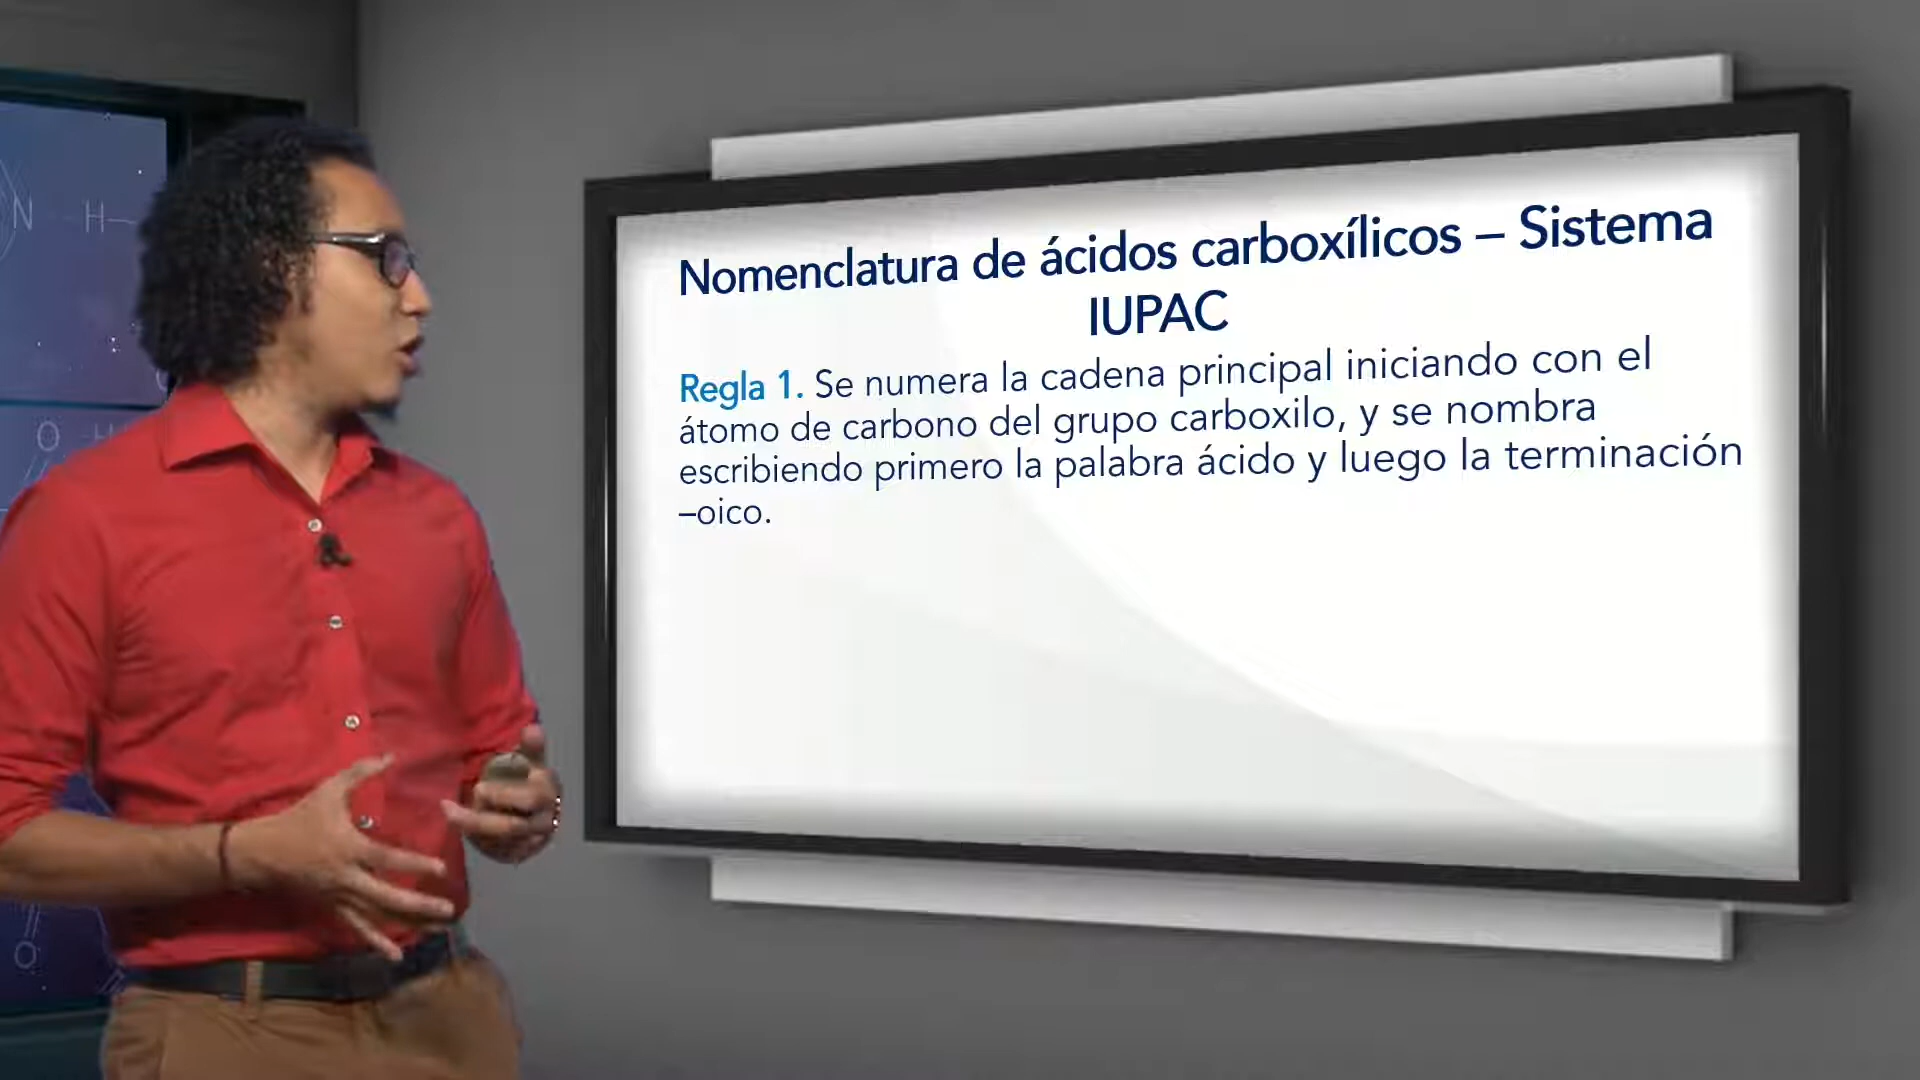 Nomenclatura de ácidos carboxílicos – Sistema
IUPAC
Regla 1. Se numera la cadena principal iniciando con el
átomo de carbono del grupo carboxilo, y se nombra
escribiendo primero la palabra ácido y luego la terminación
–oico.
N H
O H
O